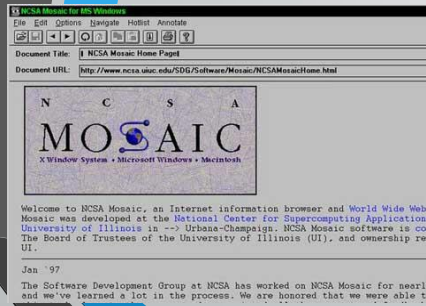 NCSA Mosaic for MS Windows
File Edit Options Navigate Hotlist Annotate
Document Title: NCSA Mosaic Home Page
Document URL: http://www.ncsa.uiuc.edu/SDG/Software/Mosaic/NCSAMosaicHome.html
N C S A
MOSAIC
X Window System • Microsoft Windows • Macintosh
Welcome to NCSA Mosaic, an Internet information browser and World Wide Web
Mosaic was developed at the National Center for Supercomputing Application
University of Illinois in --> Urbana-Champaign. NCSA Mosaic software is co
The Board of Trustees of the University of Illinois (UI), and ownership re
UI.
Jan '97
The Software Development Group at NCSA has worked on NCSA Mosaic for nearl
and we've learned a lot in the process. We are honored that we were able t